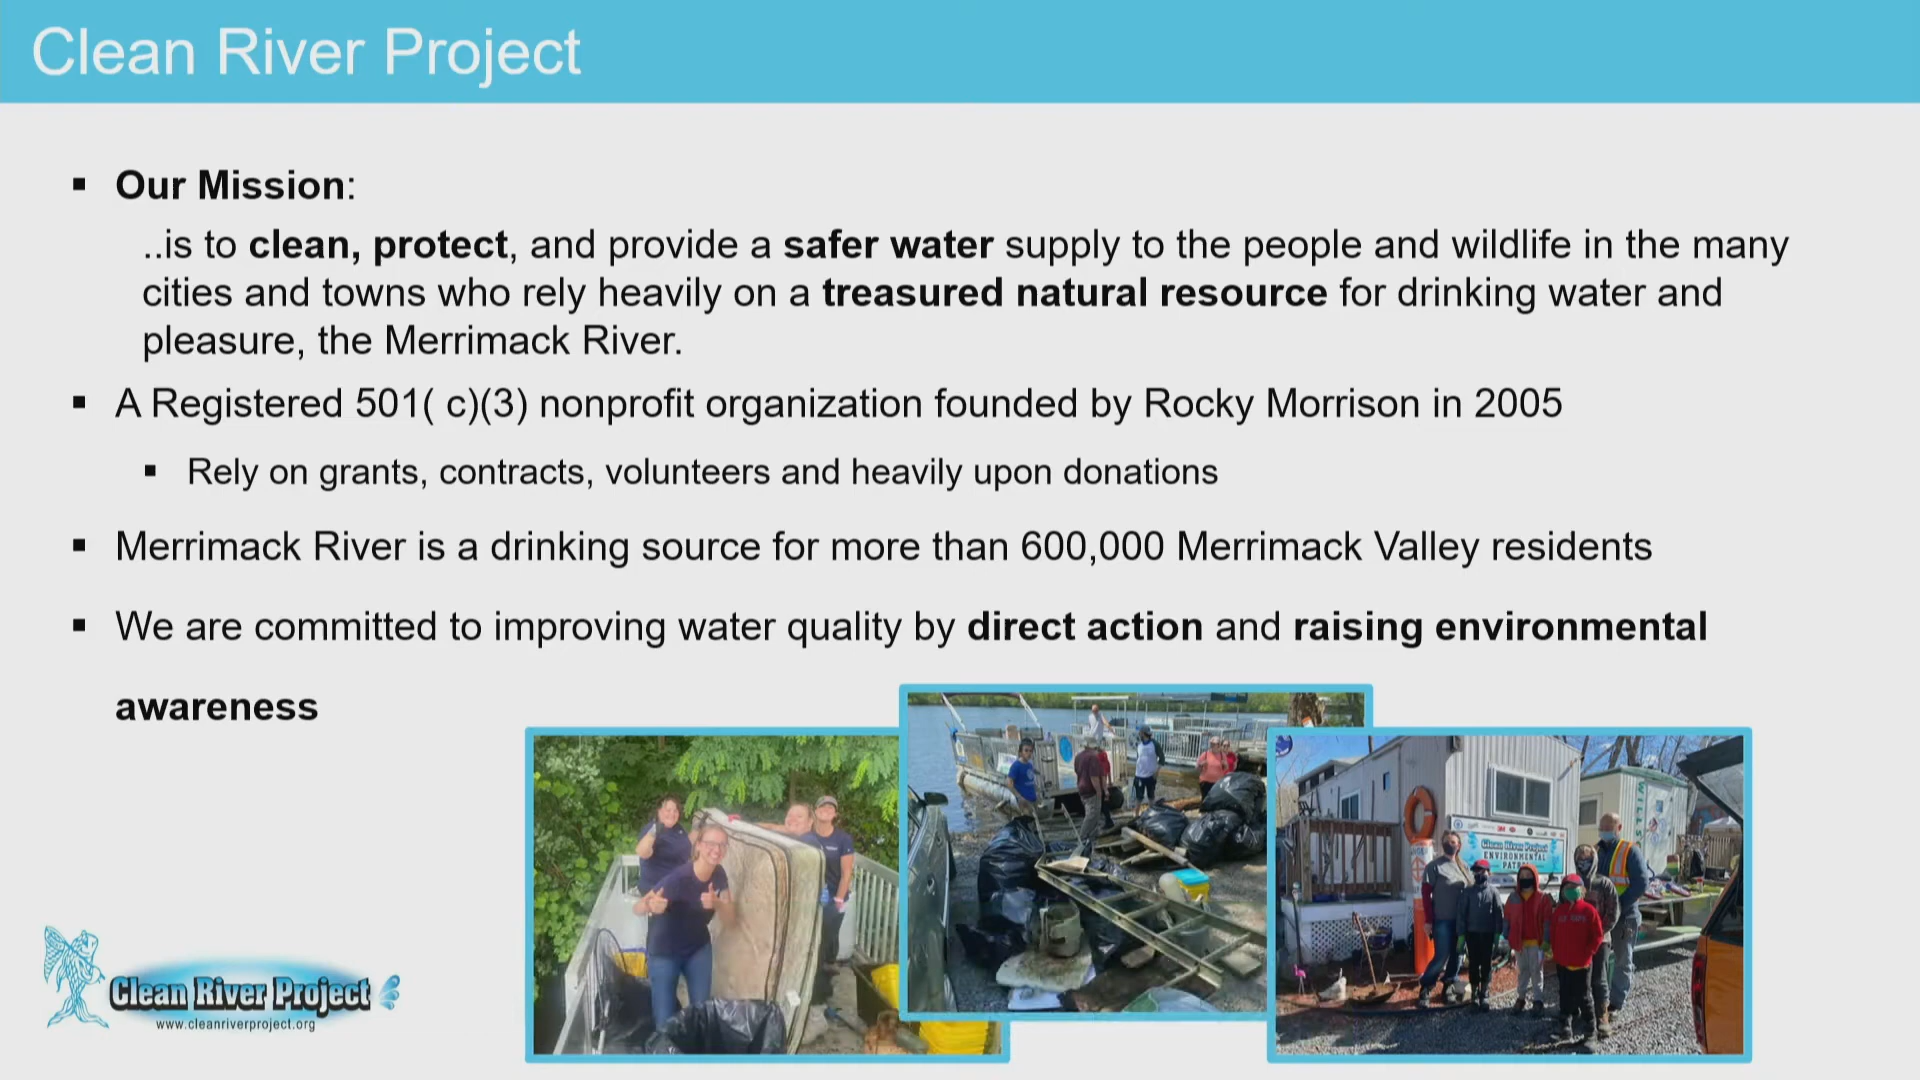 Clean River Project
▪ Our Mission:
..is to clean, protect, and provide a safer water supply to the people and wildlife in the many
cities and towns who rely heavily on a treasured natural resource for drinking water and
pleasure, the Merrimack River.
▪ A Registered 501( c)(3) nonprofit organization founded by Rocky Morrison in 2005
▪ Rely on grants, contracts, volunteers and heavily upon donations
▪ Merrimack River is a drinking source for more than 600,000 Merrimack Valley residents
▪ We are committed to improving water quality by direct action and raising environmental
awareness
Clean River Project
www.cleanriverproject.org
Clean River Project
ENVIRONMENTAL
PATROL